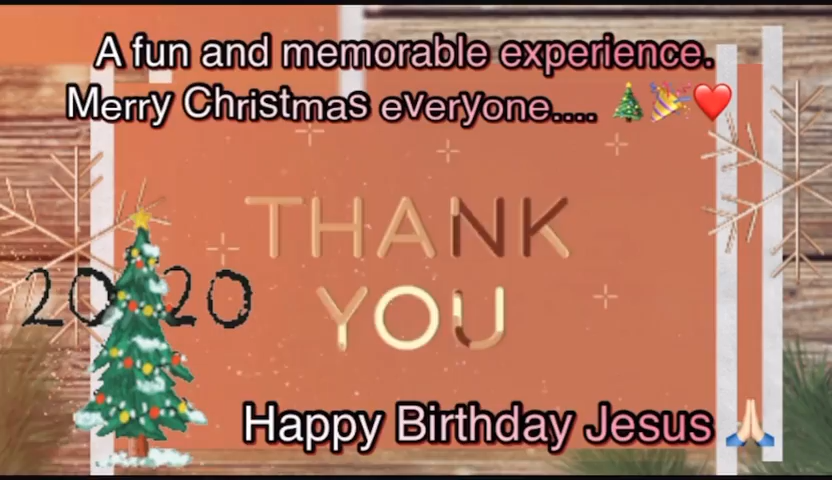 A fun and memorable experience.
Merry Christmas everyone.... 🎄🎉❤️
THANK
YOU
2020
Happy Birthday Jesus 🙏🏻